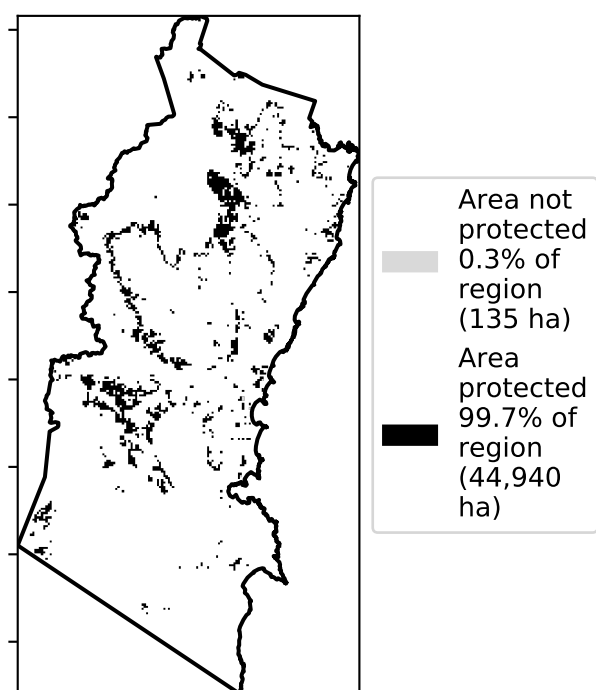 Area not
protected
0.3% of
region
(135 ha)
Area
protected
99.7% of
region
(44,940
ha)